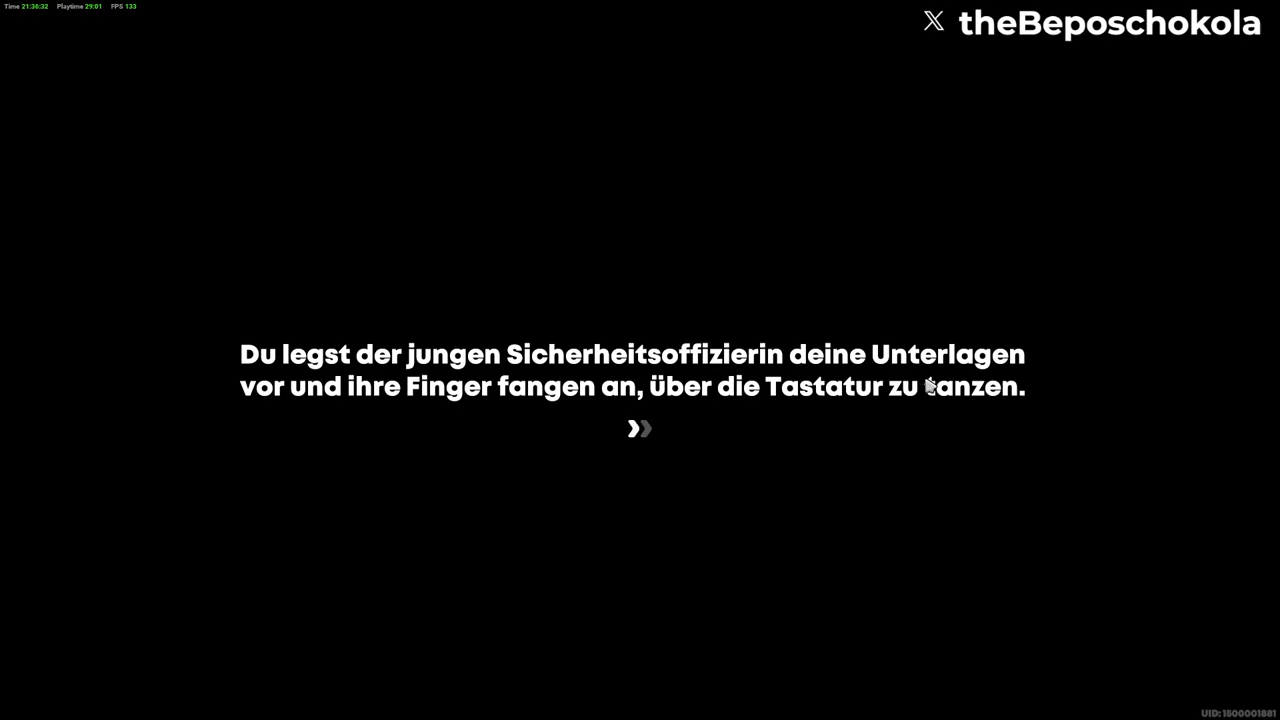 Time 21:36:32 Playtime 29:01 FPS 133
theBeposchokola
Du legst der jungen Sicherheitsoffizierin deine Unterlagen
vor und ihre Finger fangen an, über die Tastatur zu tanzen.
UID: 1500001881